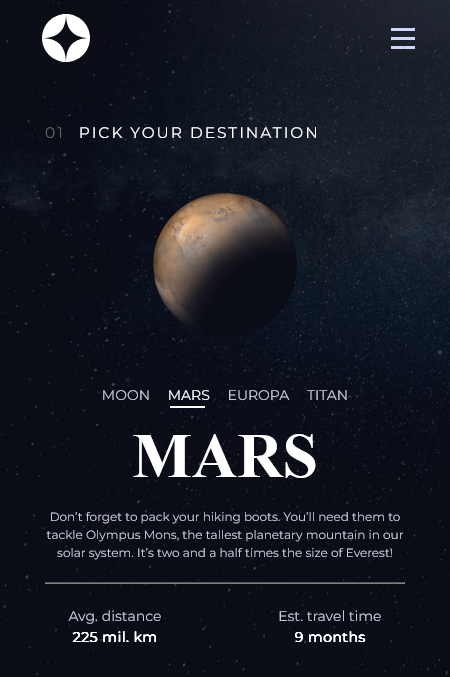 01 PICK YOUR DESTINATION
MOON MARS EUROPA TITAN
MARS
Don't forget to pack your hiking boots. You'll need them to
tackle Olympus Mons, the tallest planetary mountain in our
solar system. It's two and a half times the size of Everest!
Avg. distance Est. travel time
225 mil. km 9 months